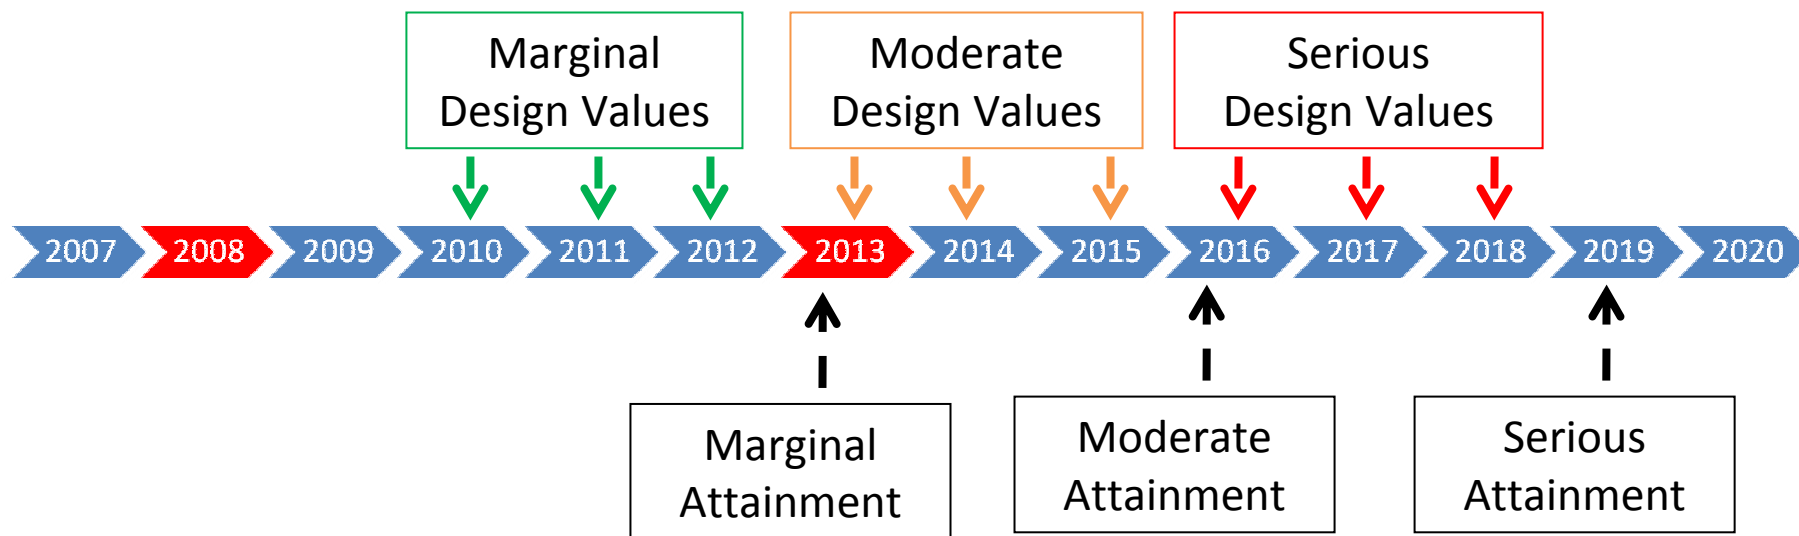 Marginal
Design Values
Moderate
Design Values
Serious
Design Values
2007 2008 2009 2010 2011 2012 2013 2014 2015 2016 2017 2018 2019 2020
Marginal
Attainment
Moderate
Attainment
Serious
Attainment